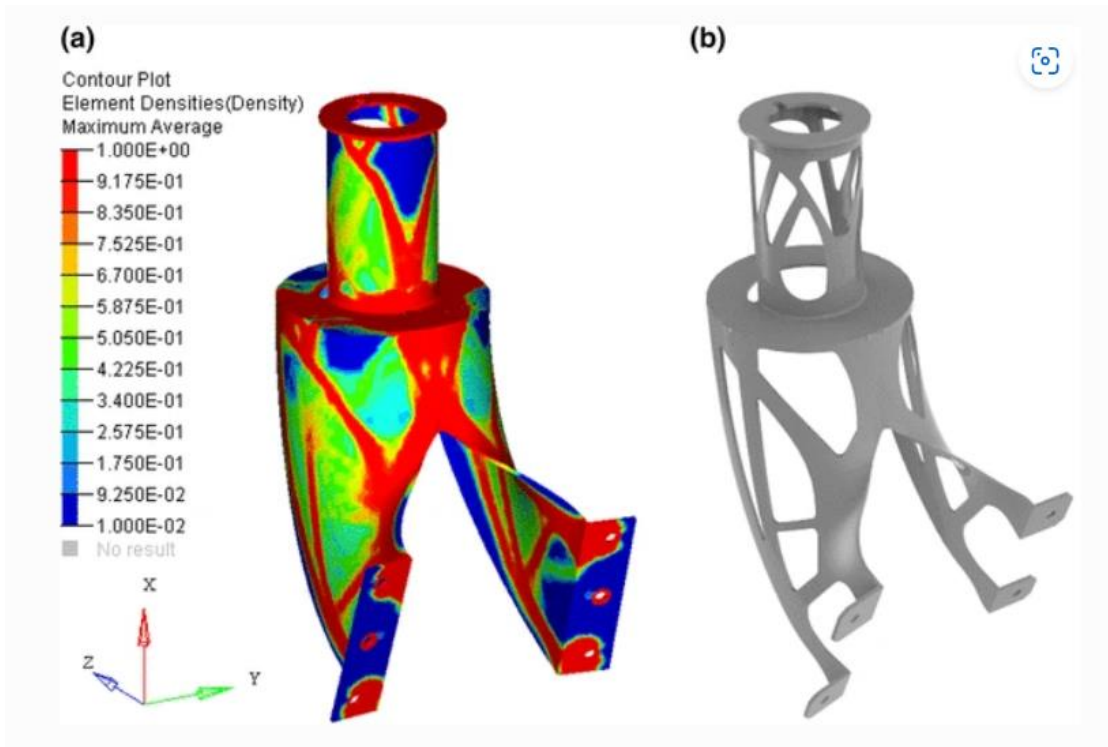 (a)
(b)
Contour Plot
Element Densities(Density)
Maximum Average
1.000E+00
9.175E-01
8.350E-01
7.525E-01
6.700E-01
5.875E-01
5.050E-01
4.225E-01
3.400E-01
2.575E-01
1.750E-01
9.250E-02
1.000E-02
No result
X
Z
Y